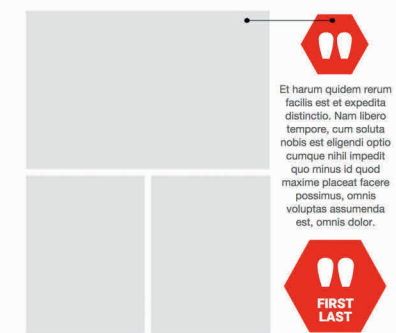 Et harum quidem rerum
facilis est et expedita
distinctio. Nam libero
tempore, cum soluta
nobis est eligendi optio
cumque nihil impedit
quo minus id quod
maxime placeat facere
possimus, omnis
voluptas assumenda
est, omnis dolor.
FIRST
LAST